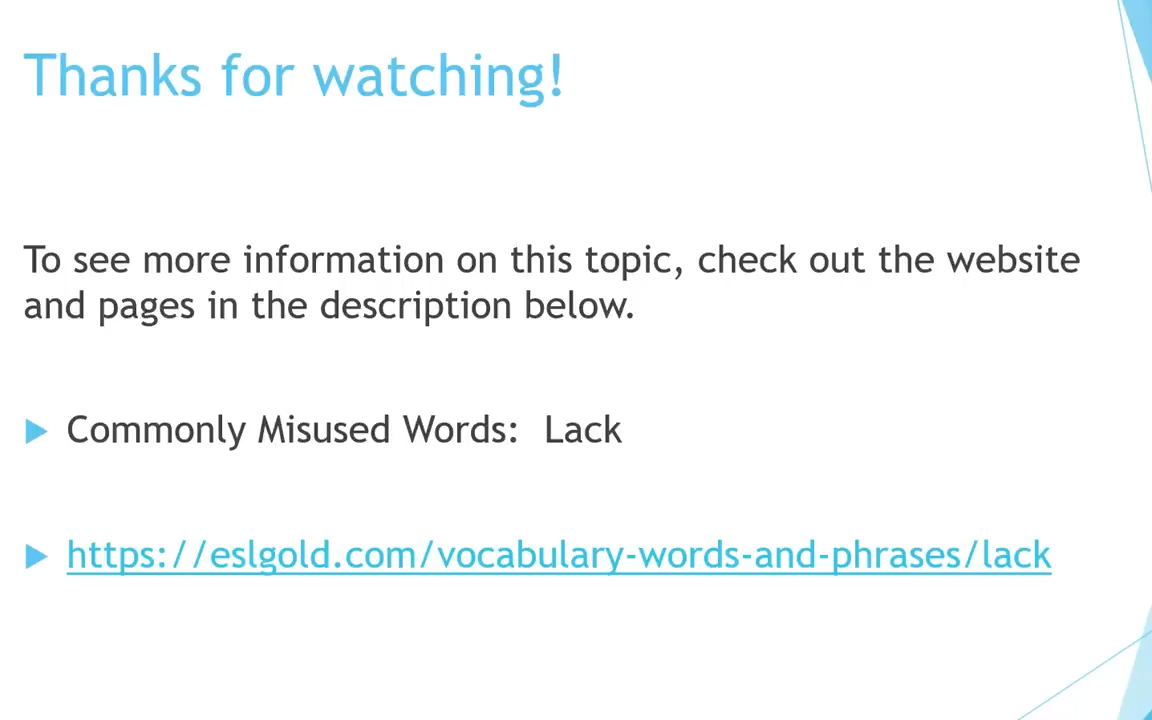 Thanks for watching!
To see more information on this topic, check out the website
and pages in the description below.
Commonly Misused Words: Lack
https://eslgold.com/vocabulary-words-and-phrases/lack